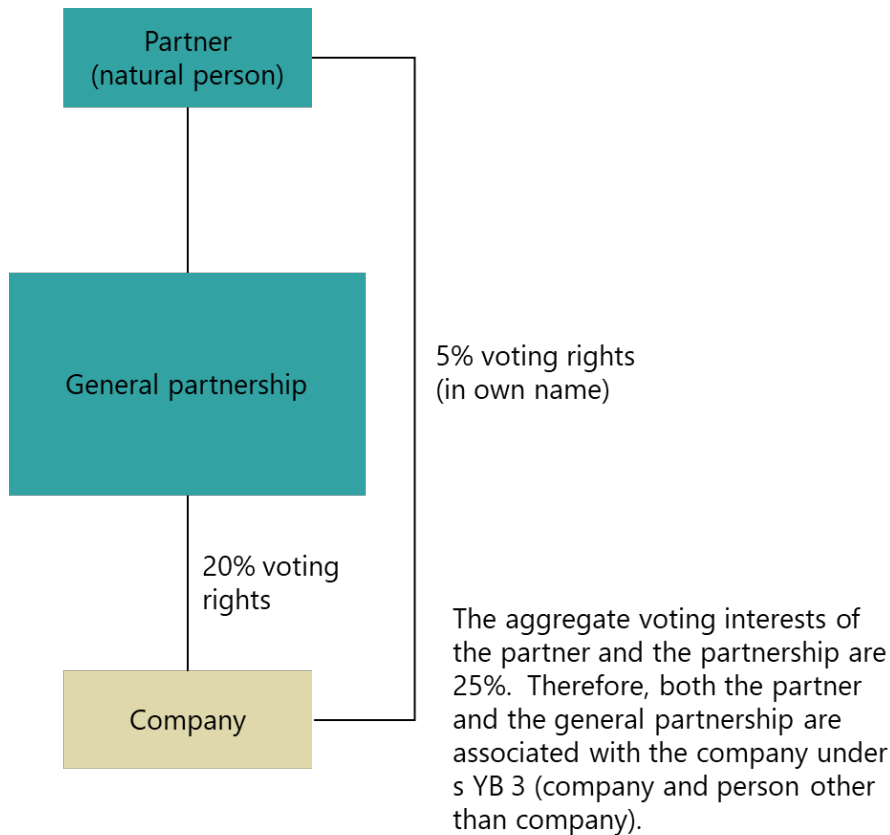 Partner
(natural person)
General partnership
5% voting rights
(in own name)
20% voting
rights
Company
The aggregate voting interests of
the partner and the partnership are
25%.  Therefore, both the partner
and the general partnership are
associated with the company under
s YB 3 (company and person other
than company).